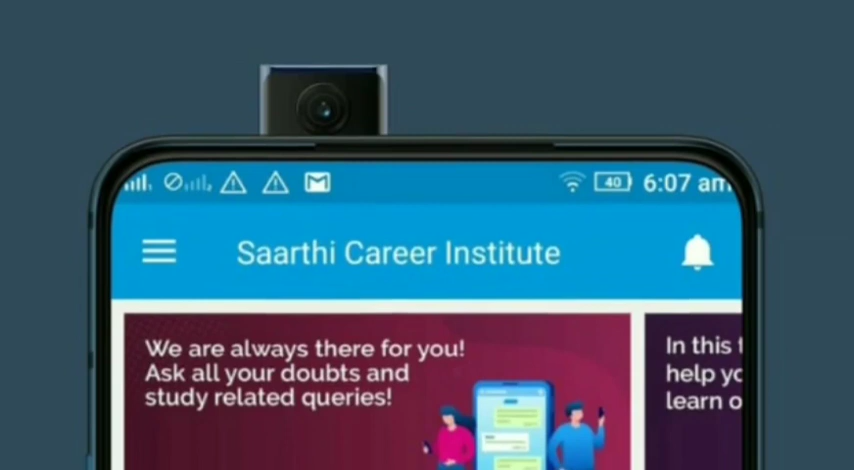 40 6:07 am
Saarthi Career Institute
We are always there for you!
Ask all your doubts and
study related queries!
In this
help yo
learn o